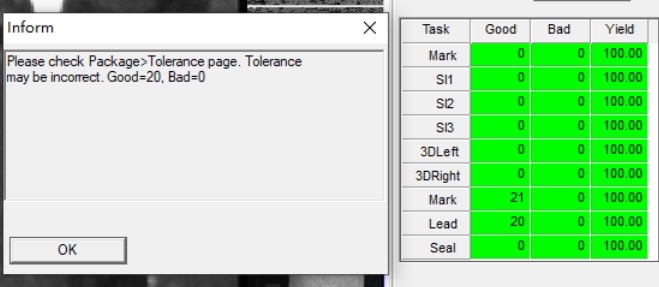 Inform
Please check Package>Tolerance page. Tolerance
may be incorrect. Good=20, Bad=0
OK
Task Good Bad Yield
Mark 0 0 100.00
SI1 0 0 100.00
SI2 0 0 100.00
SI3 0 0 100.00
3DLeft 0 0 100.00
3DRight 0 0 100.00
Mark 21 0 100.00
Lead 20 0 100.00
Seal 0 0 100.00